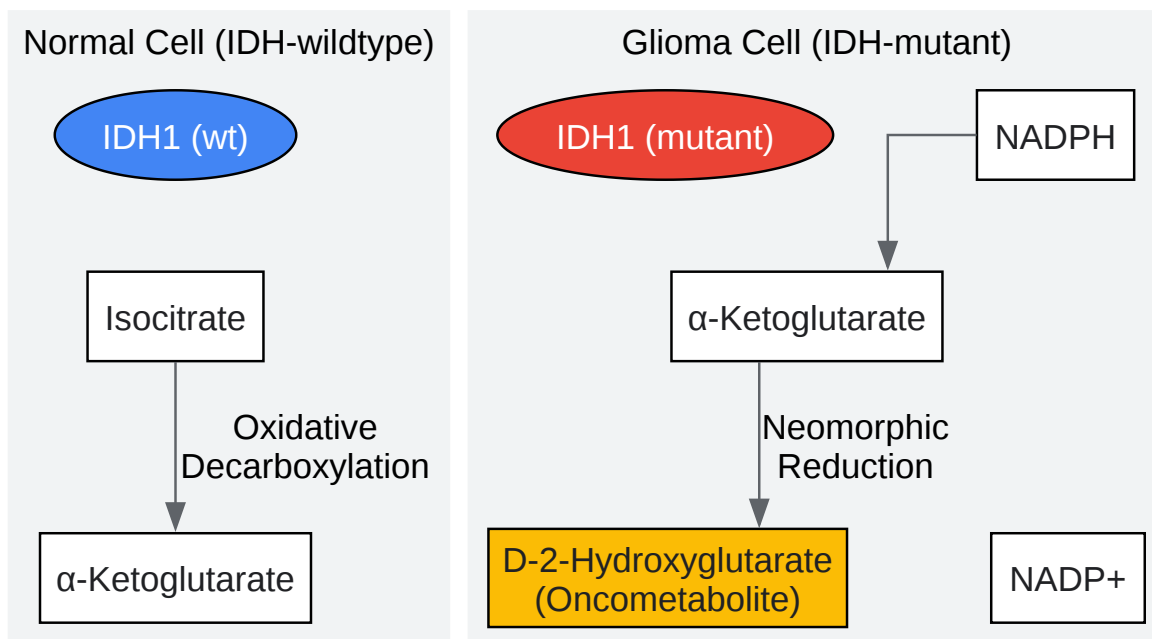 Normal Cell (IDH-wildtype)
IDH1 (wt)
Isocitrate
Oxidative
Decarboxylation
α-Ketoglutarate
Glioma Cell (IDH-mutant)
IDH1 (mutant)
NADPH
α-Ketoglutarate
Neomorphic
Reduction
D-2-Hydroxyglutarate
(Oncometabolite)
NADP+